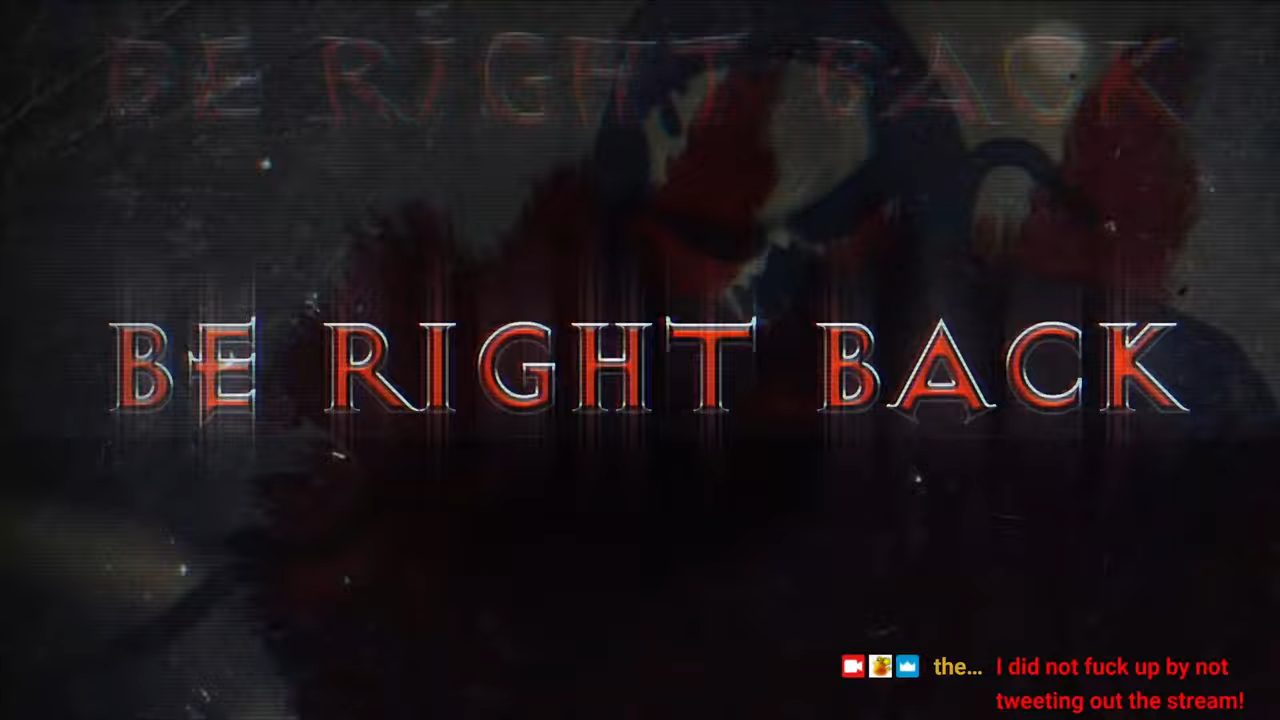 BE RIGHT BACK
BE RIGHT BACK
the... I did not fuck up by not
tweeting out the stream!